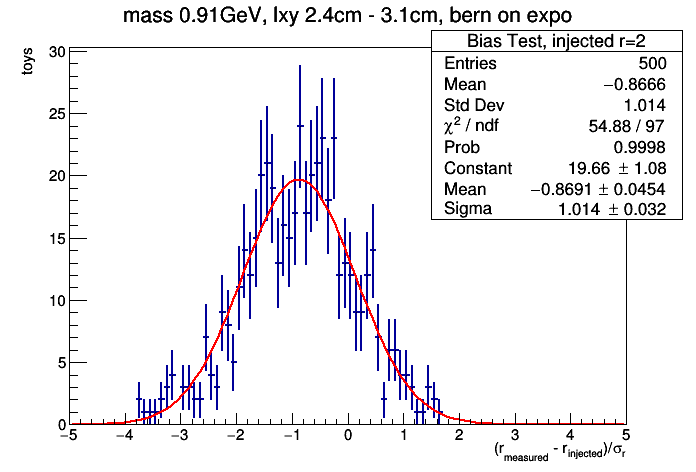 mass 0.91GeV, lxy 2.4cm - 3.1cm, bern on expo
Bias Test, injected r=2
Entries 500
Mean −0.8666
Std Dev 1.014
χ² / ndf 54.88 / 97
Prob 0.9998
Constant 19.66 ± 1.08
Mean −0.8691 ± 0.0454
Sigma 1.014 ± 0.032
toys
30
25
20
15
10
5
0
−5 −4 −3 −2 −1 0 1 2 3 4 5
(r_measured - r_injected)/σ_r